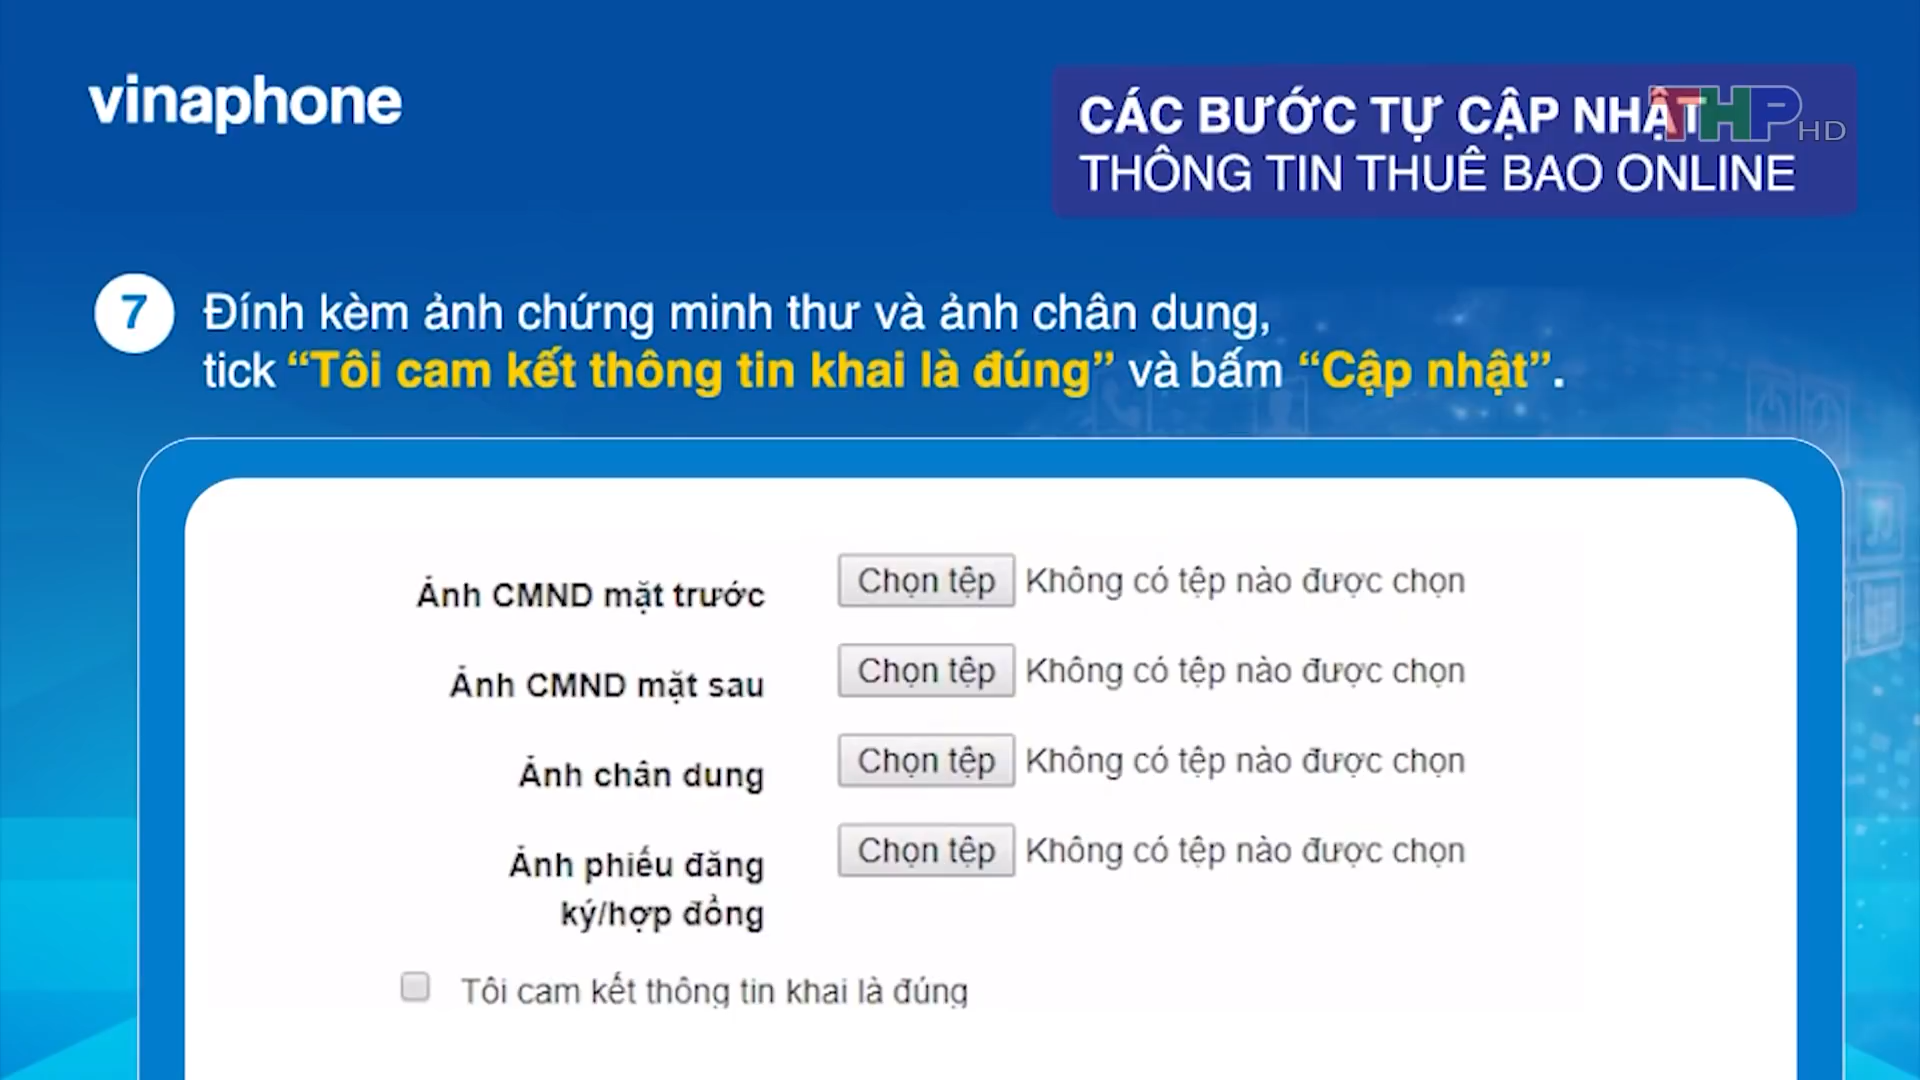 vinaphone
CÁC BƯỚC TỰ CẬP NHẬT
THPHD
THÔNG TIN THUÊ BAO ONLINE
7
Đính kèm ảnh chứng minh thư và ảnh chân dung,
tick “Tôi cam kết thông tin khai là đúng” và bấm “Cập nhật”.
Ảnh CMND mặt trước
Chọn tệp Không có tệp nào được chọn
Ảnh CMND mặt sau
Chọn tệp Không có tệp nào được chọn
Ảnh chân dung
Chọn tệp Không có tệp nào được chọn
Ảnh phiếu đăng
ký/hợp đồng
Chọn tệp Không có tệp nào được chọn
Tôi cam kết thông tin khai là đúng